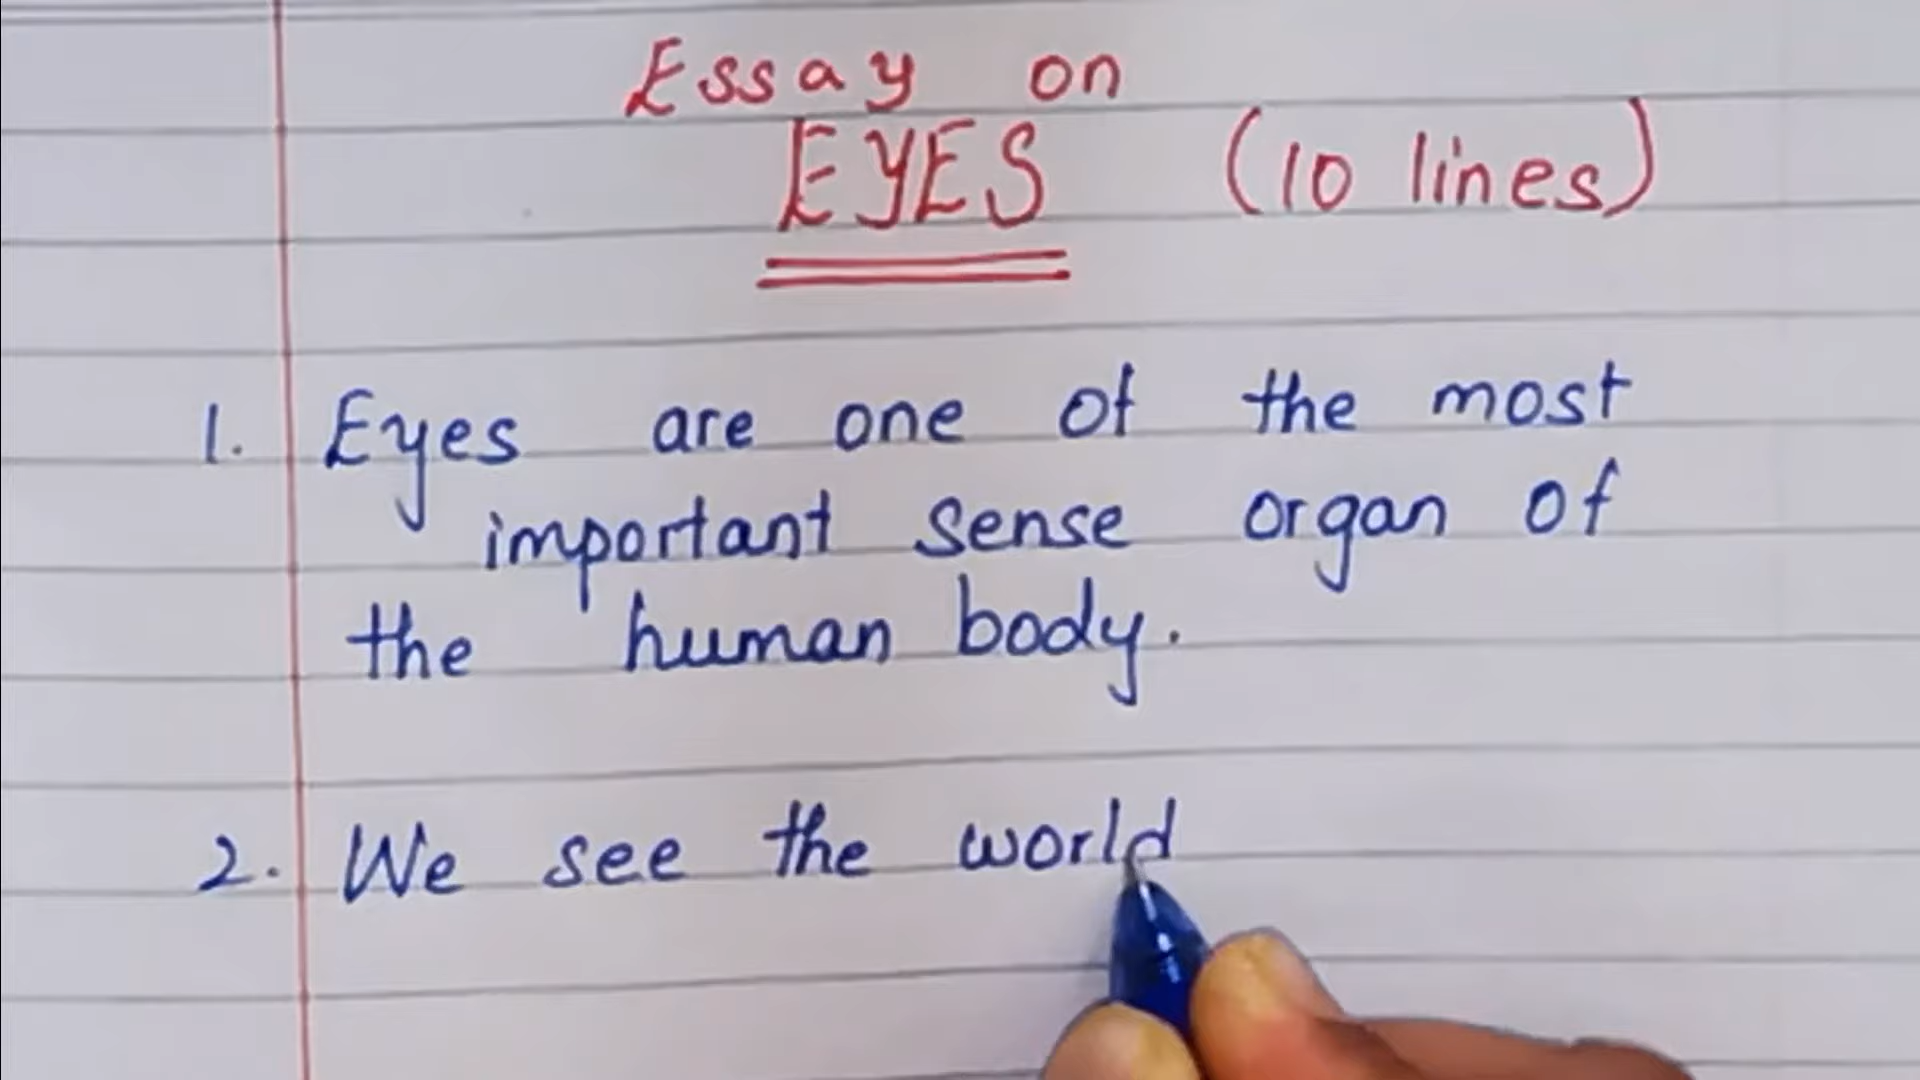 Essay on
EYES (10 lines)
1. Eyes are one of the most
important sense organ of
the human body.
2. We see the world